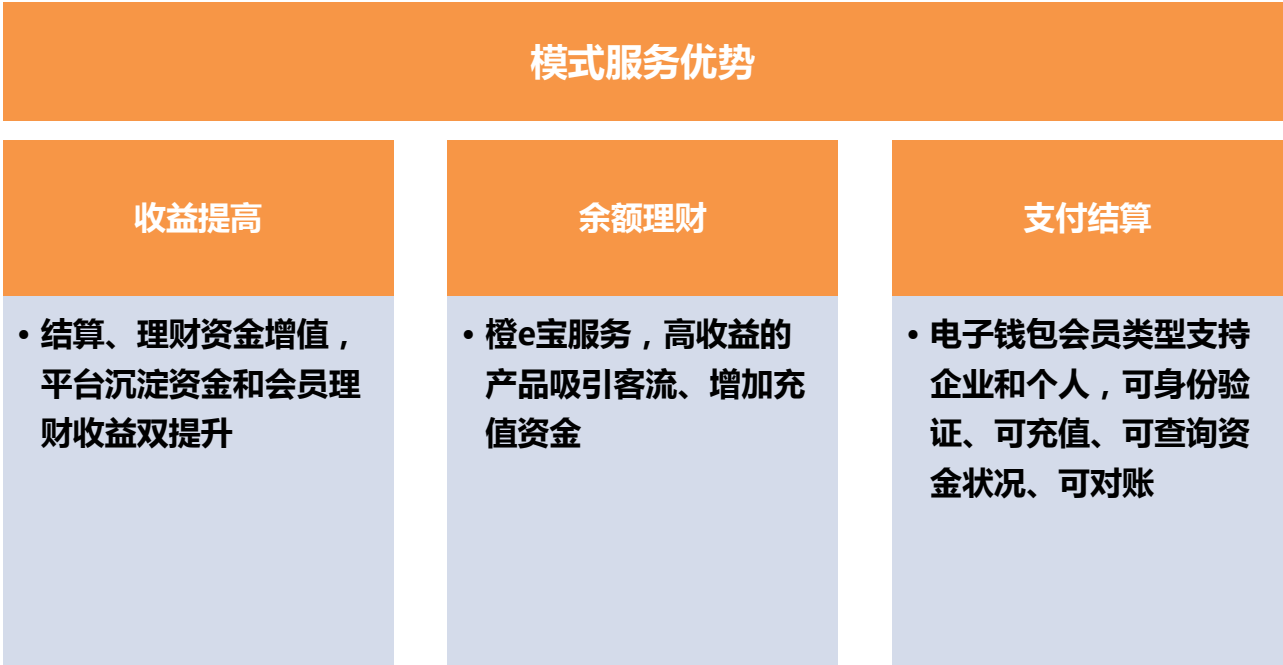 模式服务优势
收益提高
• 结算、理财资金增值，
平台沉淀资金和会员理
财收益双提升
余额理财
• 橙e宝服务，高收益的
产品吸引客流、增加充
值资金
支付结算
• 电子钱包会员类型支持
企业和个人，可身份验
证、可充值、可查询资
金状况、可对账